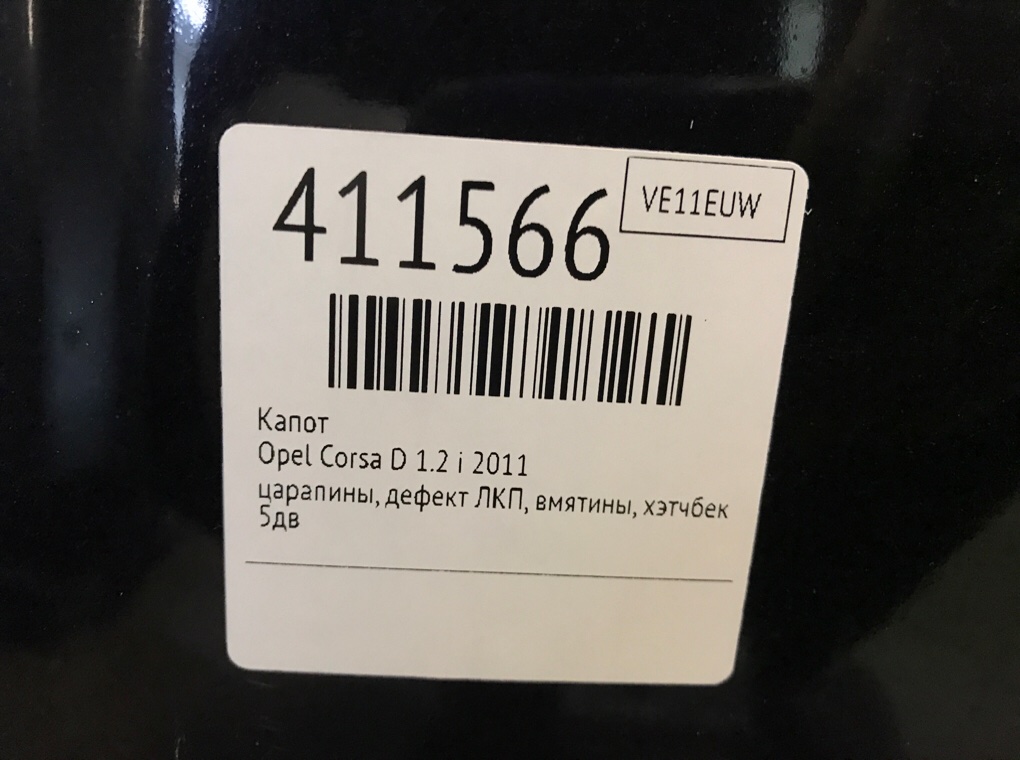 411566
VE11EUW
Капот
Opel Corsa D 1.2 i 2011
царапины, дефект ЛКП, вмятины, хэтчбек
5дв